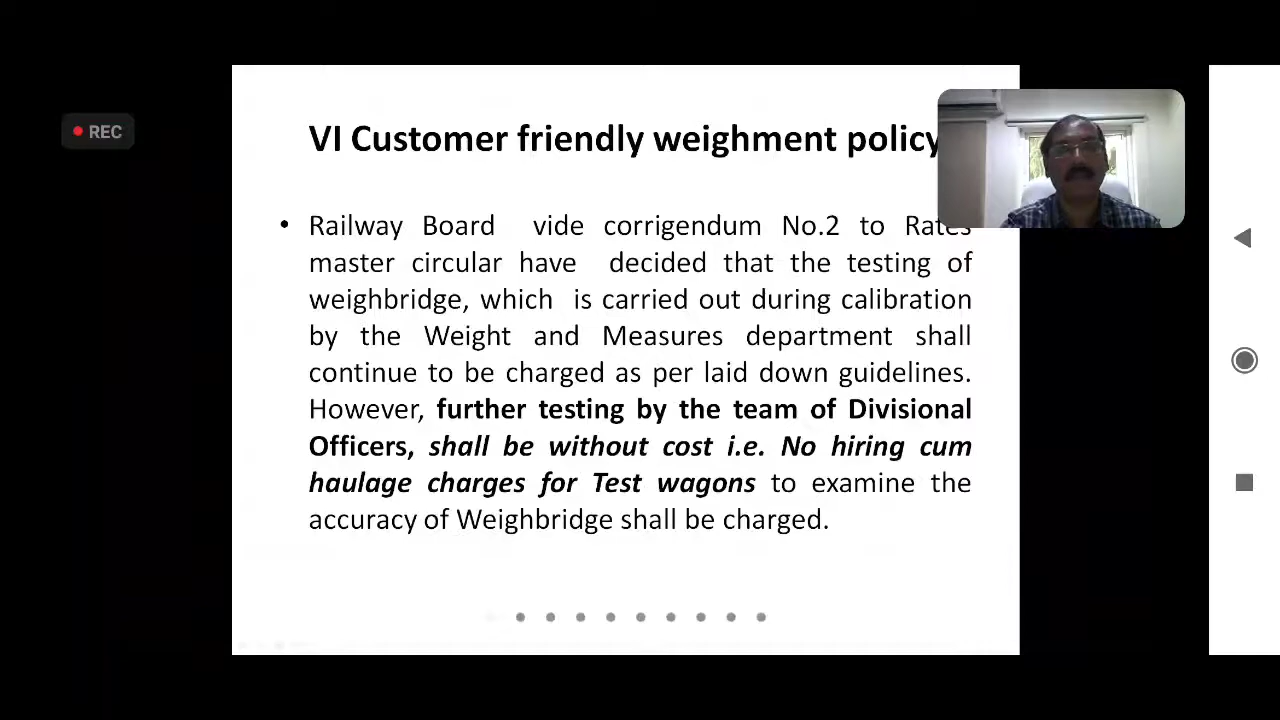 REC
VI Customer friendly weighment policy
• Railway Board vide corrigendum No.2 to Rates
master circular have decided that the testing of
weighbridge, which is carried out during calibration
by the Weight and Measures department shall
continue to be charged as per laid down guidelines.
However, further testing by the team of Divisional
Officers, shall be without cost i.e. No hiring cum
haulage charges for Test wagons to examine the
accuracy of Weighbridge shall be charged.